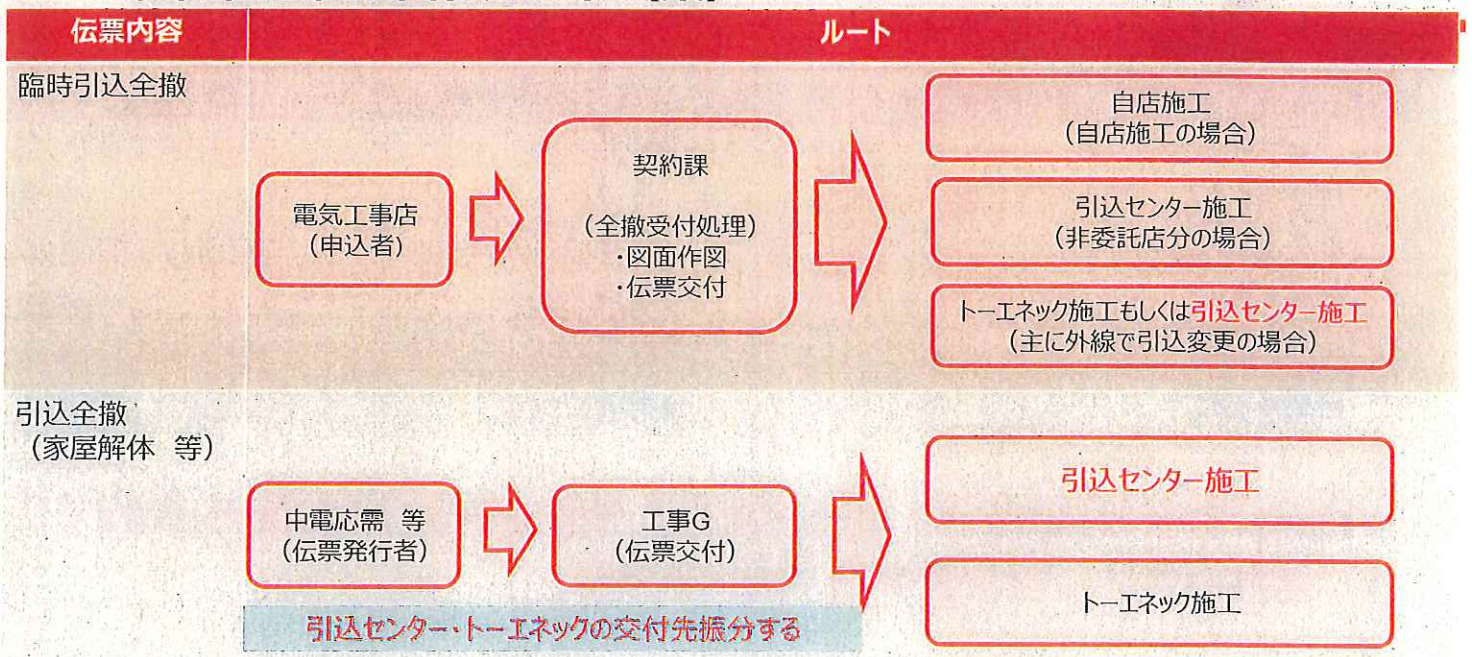 伝票内容
ルート
臨時引込全撤
電気工事店
(申込者)
契約課
(全撤受付処理)
・図面作図
・伝票交付
自店施工
(自店施工の場合)
引込センター施工
(非委託店分の場合)
トーエネック施工もしくは引込センター施工
(主に外線で引込変更の場合)
引込全撤
(家屋解体 等)
中電応需 等
(伝票発行者)
工事G
(伝票交付)
引込センター施工
トーエネック施工
引込センター・トーエネックの交付先振分する